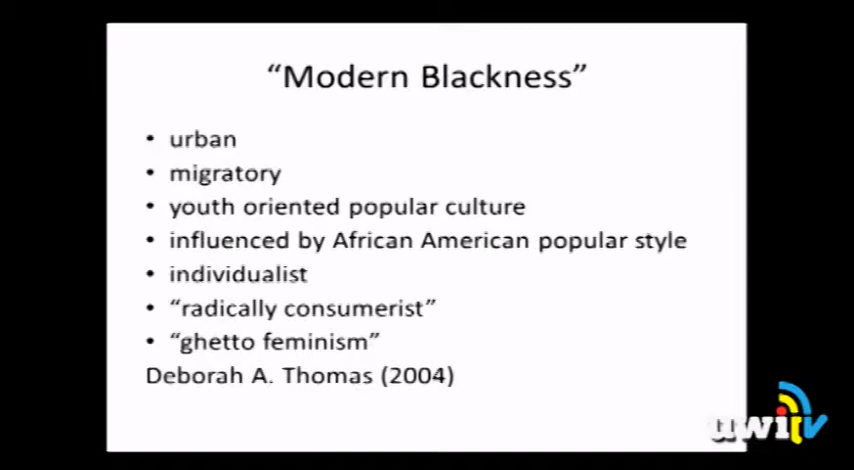 “Modern Blackness”
• urban
• migratory
• youth oriented popular culture
• influenced by African American popular style
• individualist
• “radically consumerist”
• “ghetto feminism”
Deborah A. Thomas (2004)
uwitv